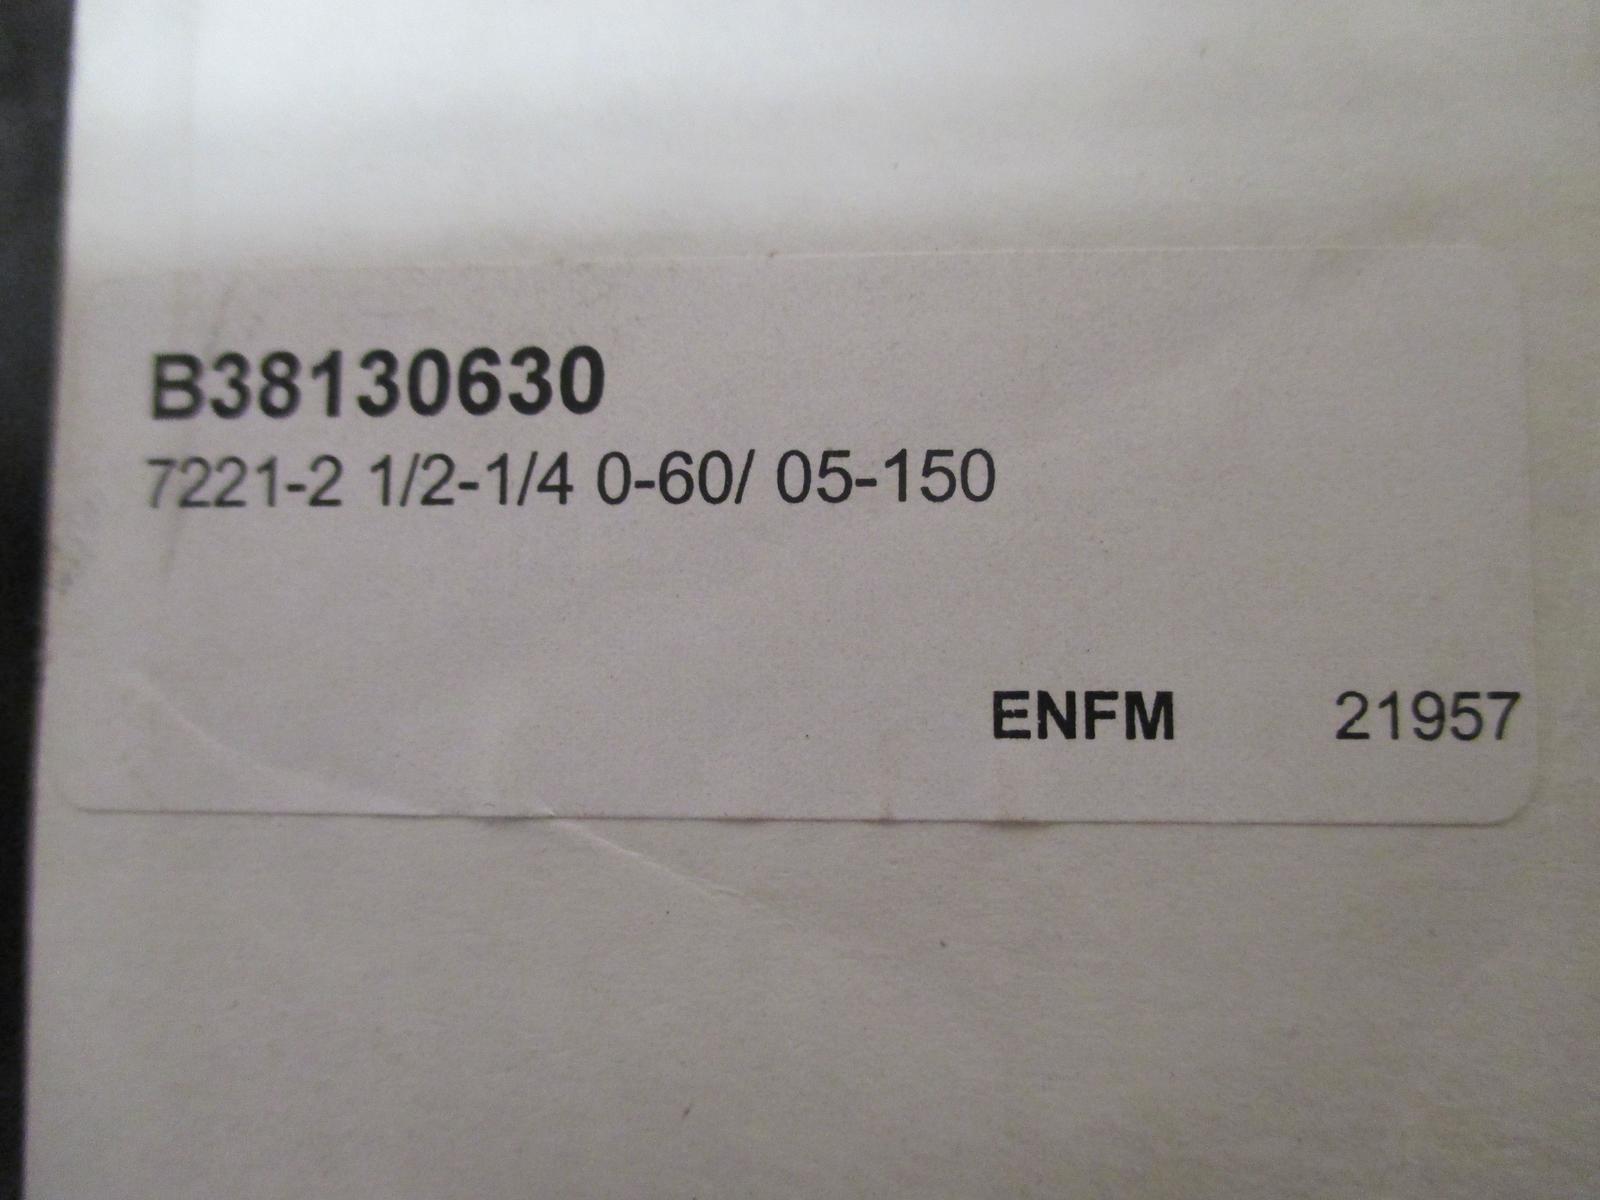 B38130630
7221-2 1/2-1/4 0-60/ 05-150
ENFM 21957